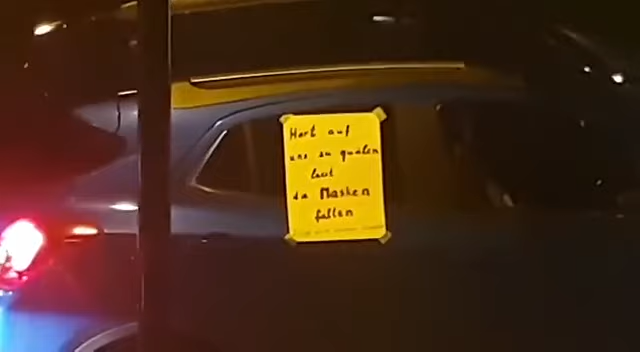 Hört auf
uns zu quälen
lasst
die Masken
fallen